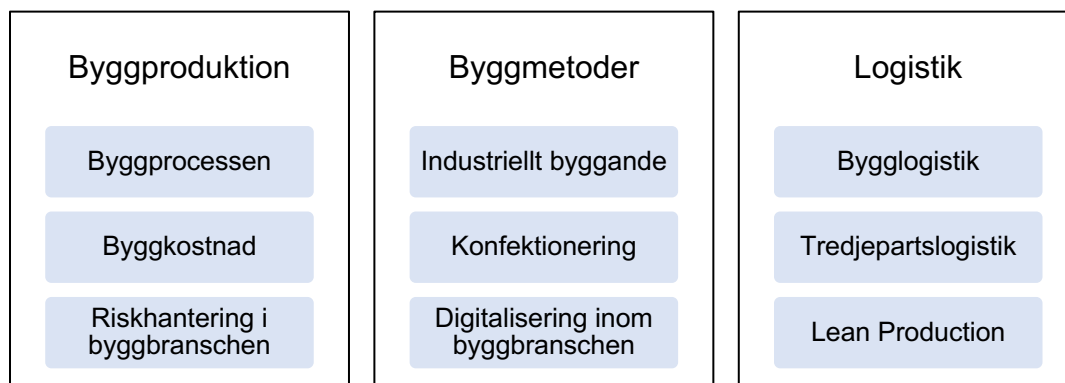 Byggproduktion
Byggprocessen
Byggkostnad
Riskhantering i
byggbranschen
Byggmetoder
Industriellt byggande
Konfektionering
Digitalisering inom
byggbranschen
Logistik
Bygglogistik
Tredjepartslogistik
Lean Production